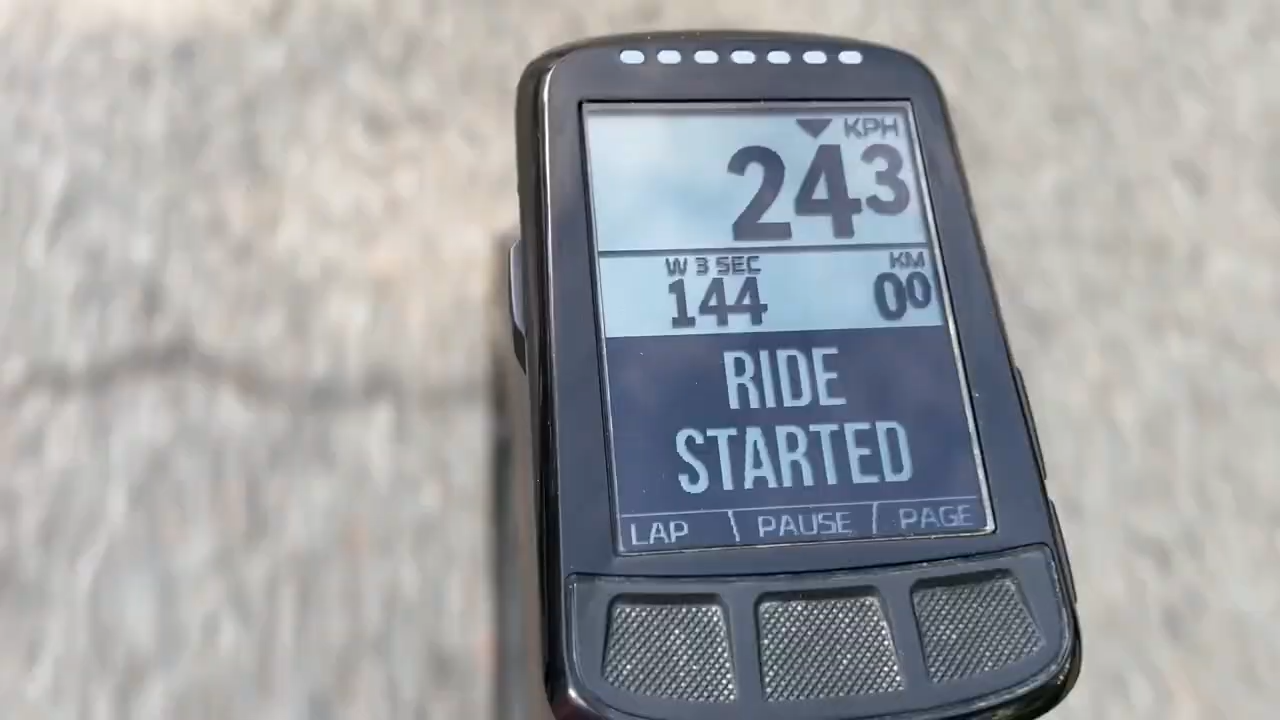 KPH
243
W 3 SEC KM
144 00
RIDE
STARTED
LAP PAUSE PAGE